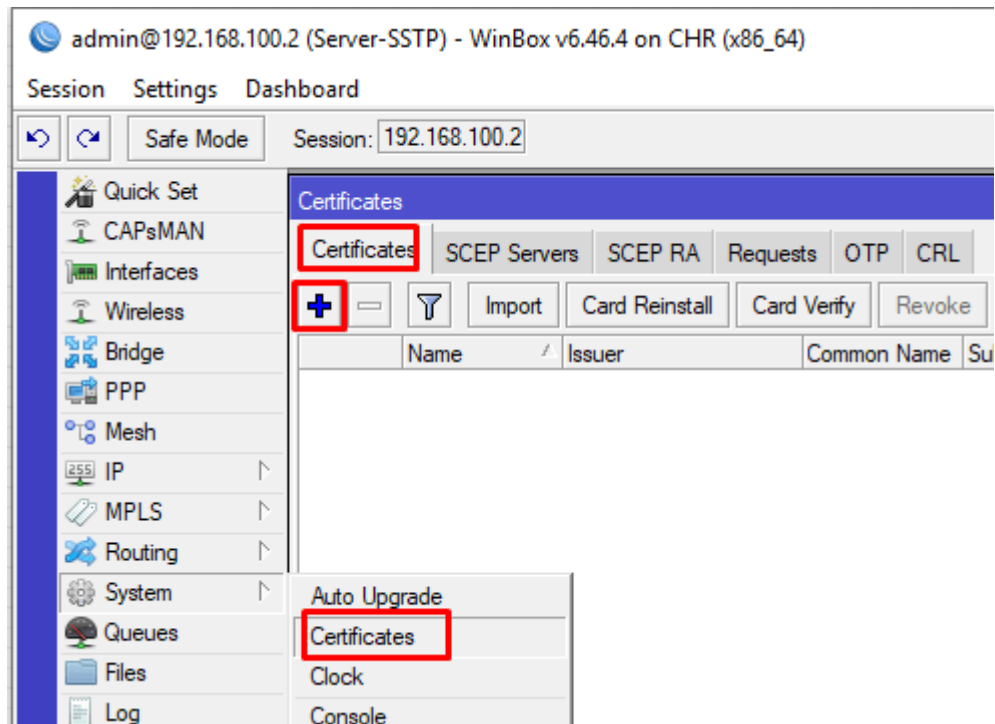 admin@192.168.100.2 (Server-SSTP) - WinBox v6.46.4 on CHR (x86_64)
Session Settings Dashboard
Safe Mode Session: 192.168.100.2
Quick Set
CAPsMAN
Interfaces
Wireless
Bridge
PPP
Mesh
255 IP
MPLS
Routing
System
Queues
Files
Log
Certificates
Certificates SCEP Servers SCEP RA Requests OTP CRL
Import Card Reinstall Card Verify Revoke
Name Issuer Common Name Su
Auto Upgrade
Certificates
Clock
Console